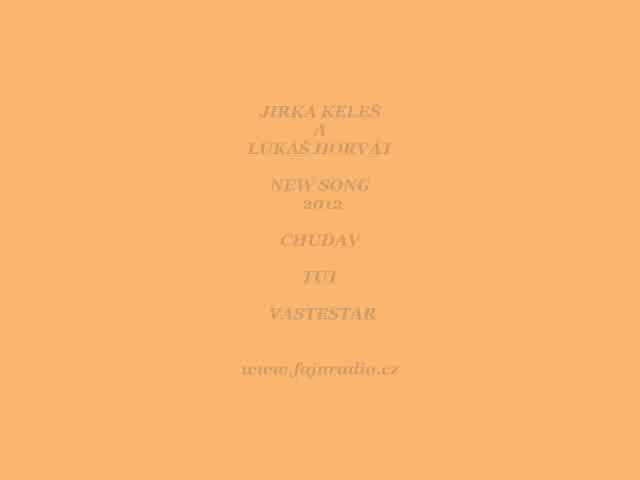 JIRKA KELEŠ
A
LUKÁŠ HORVÁT
NEW SONG
2012
CHUDAV
TUT
VASTESTAR
www.fajnradio.cz